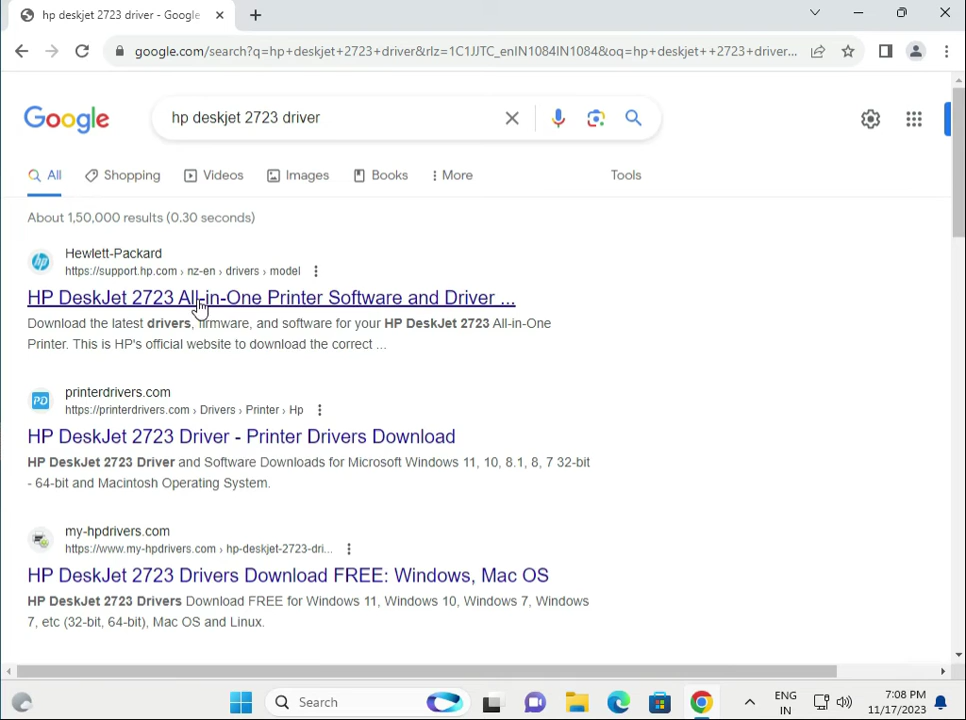 hp deskjet 2723 driver - Google
google.com/search?q=hp+deskjet+2723+driver&rlz=1C1JJTC_enIN1084IN1084&oq=hp+deskjet++2723+driver...
Google
hp deskjet 2723 driver
All
Shopping
Videos
Images
Books
More
Tools
About 1,50,000 results (0.30 seconds)
hp
Hewlett-Packard
https://support.hp.com › nz-en › drivers › model
HP DeskJet 2723 All-in-One Printer Software and Driver ...
Download the latest drivers, firmware, and software for your HP DeskJet 2723 All-in-One
Printer. This is HP's official website to download the correct ...
PD
printerdrivers.com
https://printerdrivers.com › Drivers › Printer › Hp
HP DeskJet 2723 Driver - Printer Drivers Download
HP DeskJet 2723 Driver and Software Downloads for Microsoft Windows 11, 10, 8.1, 8, 7 32-bit
- 64-bit and Macintosh Operating System.
my-hpdrivers.com
https://www.my-hpdrivers.com › hp-deskjet-2723-dri...
HP DeskJet 2723 Drivers Download FREE: Windows, Mac OS
HP DeskJet 2723 Drivers Download FREE for Windows 11, Windows 10, Windows 7, Windows
7, etc (32-bit, 64-bit), Mac OS and Linux.
Search
ENG
IN
7:08 PM
11/17/2023